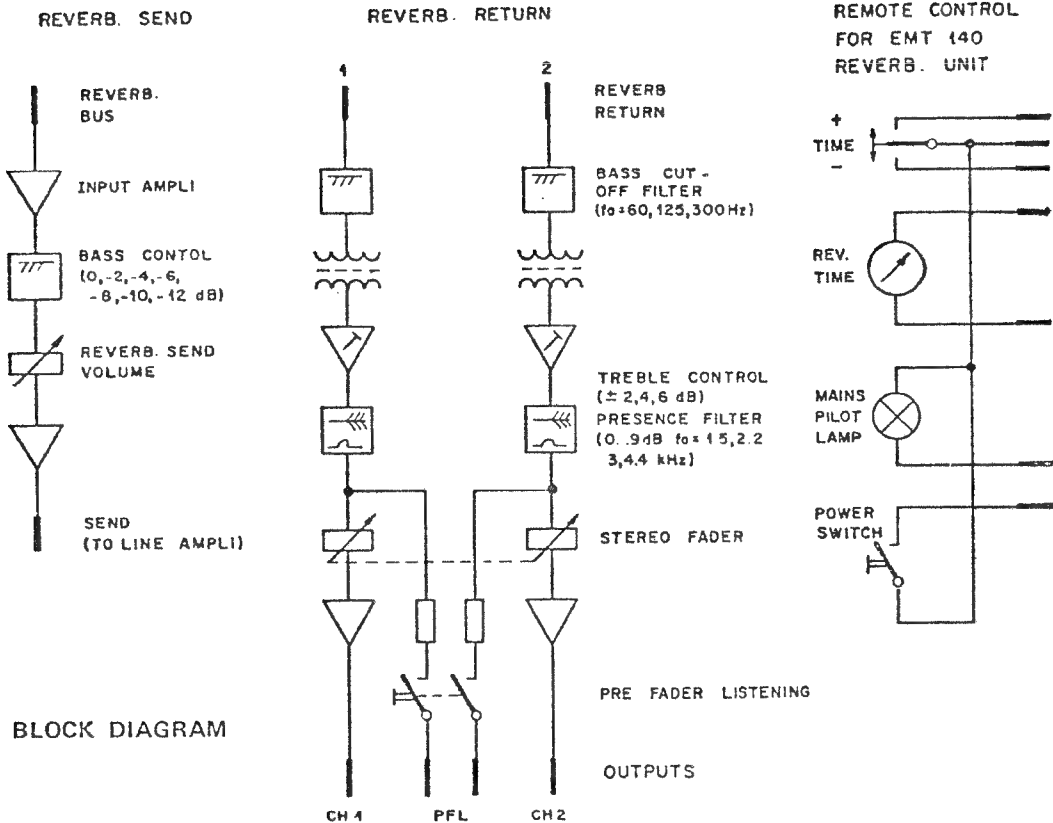 REVERB. SEND
REVERB.
BUS
INPUT AMPLI
BASS CONTOL
(0,-2,-4,-6,
-8,-10,-12 dB)
REVERB. SEND
VOLUME
SEND
(TO LINE AMPLI)
BLOCK DIAGRAM
REVERB. RETURN
1
2
REVERB
RETURN
BASS CUT-
OFF FILTER
(fo=60,125,300Hz)
TREBLE CONTROL
(± 2,4,6 dB)
PRESENCE FILTER
(0. .9dB fo= 1.5,2.2
3,4.4 kHz)
STEREO FADER
PRE FADER LISTENING
OUTPUTS
CH 1
PFL
CH 2
REMOTE CONTROL
FOR EMT 140
REVERB. UNIT
+
TIME
-
REV.
TIME
MAINS
PILOT
LAMP
POWER
SWITCH